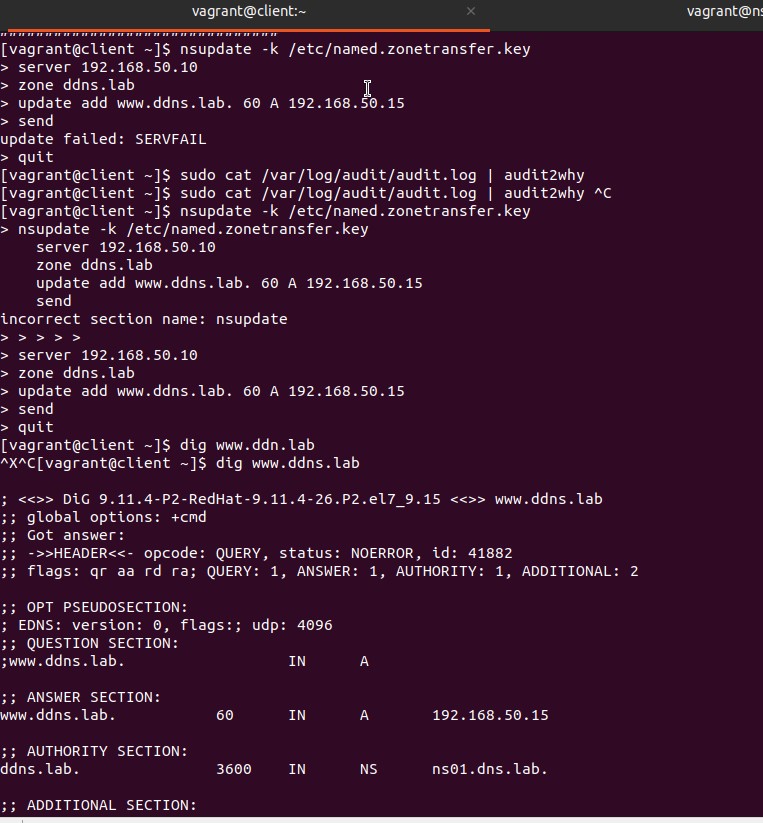 vagrant@client:~ × vagrant@ns
##############################
[vagrant@client ~]$ nsupdate -k /etc/named.zonetransfer.key
> server 192.168.50.10
> zone ddns.lab
> update add www.ddns.lab. 60 A 192.168.50.15
> send
update failed: SERVFAIL
> quit
[vagrant@client ~]$ sudo cat /var/log/audit/audit.log | audit2why
[vagrant@client ~]$ sudo cat /var/log/audit/audit.log | audit2why ^C
[vagrant@client ~]$ nsupdate -k /etc/named.zonetransfer.key
> nsupdate -k /etc/named.zonetransfer.key
    server 192.168.50.10
    zone ddns.lab
    update add www.ddns.lab. 60 A 192.168.50.15
    send
incorrect section name: nsupdate
> > > > >
> server 192.168.50.10
> zone ddns.lab
> update add www.ddns.lab. 60 A 192.168.50.15
> send
> quit
[vagrant@client ~]$ dig www.ddn.lab
^X^C[vagrant@client ~]$ dig www.ddns.lab

; <<>> DiG 9.11.4-P2-RedHat-9.11.4-26.P2.el7_9.15 <<>> www.ddns.lab
;; global options: +cmd
;; Got answer:
;; ->>HEADER<<- opcode: QUERY, status: NOERROR, id: 41882
;; flags: qr aa rd ra; QUERY: 1, ANSWER: 1, AUTHORITY: 1, ADDITIONAL: 2

;; OPT PSEUDOSECTION:
; EDNS: version: 0, flags:; udp: 4096
;; QUESTION SECTION:
;www.ddns.lab. IN A

;; ANSWER SECTION:
www.ddns.lab. 60 IN A 192.168.50.15

;; AUTHORITY SECTION:
ddns.lab. 3600 IN NS ns01.dns.lab.

;; ADDITIONAL SECTION: